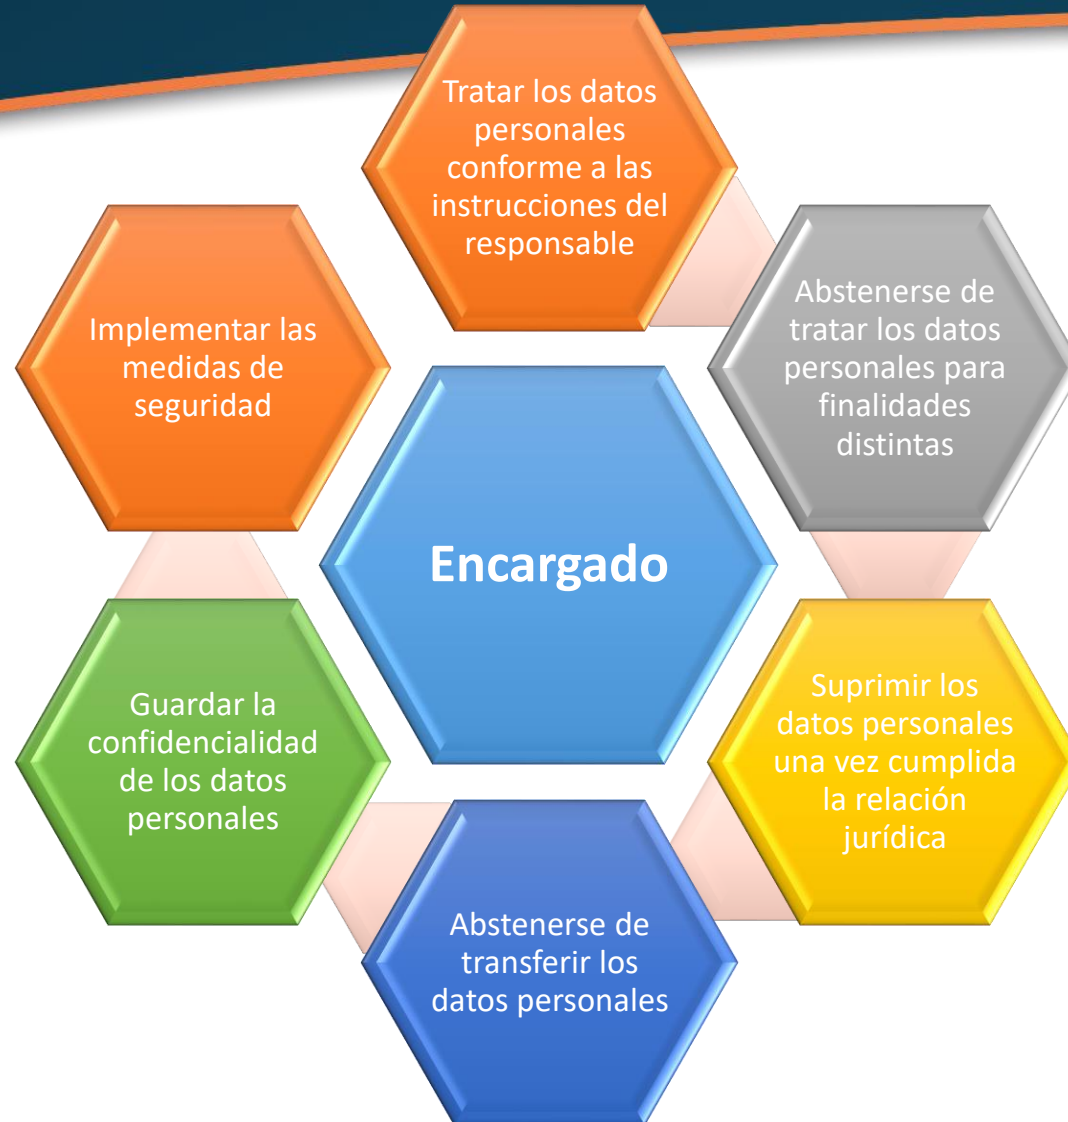 Tratar los datos
personales
conforme a las
instrucciones del
responsable
Abstenerse de
tratar los datos
personales para
finalidades
distintas
Suprimir los
datos personales
una vez cumplida
la relación
jurídica
Abstenerse de
transferir los
datos personales
Guardar la
confidencialidad
de los datos
personales
Implementar las
medidas de
seguridad
Encargado